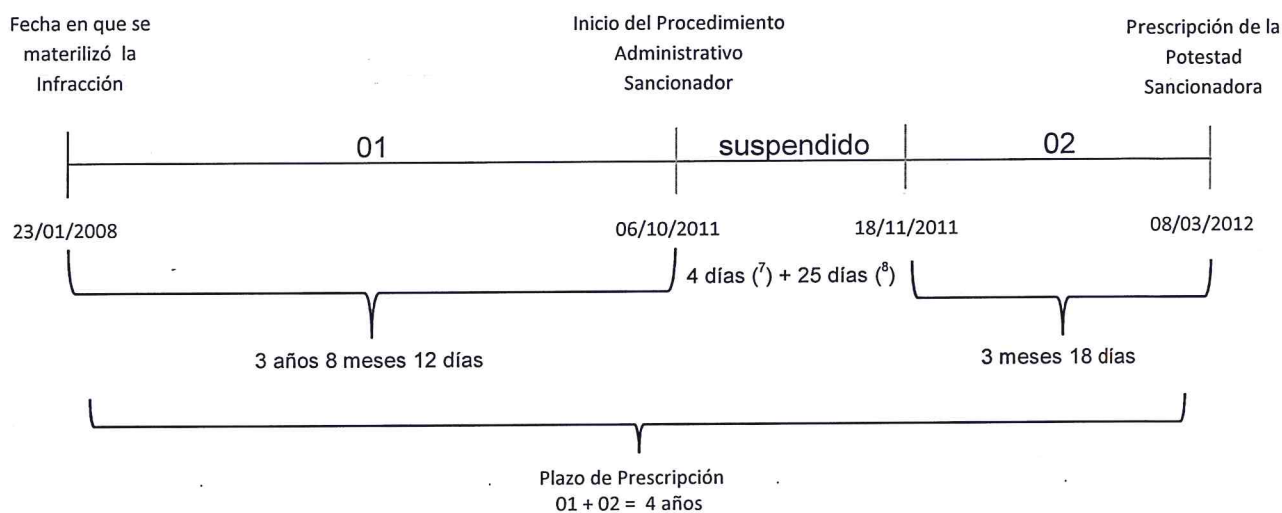 Fecha en que se
materilizó la
Infracción
Inicio del Procedimiento
Administrativo
Sancionador
Prescripción de la
Potestad
Sancionadora
01
suspendido
02
23/01/2008
06/10/2011
18/11/2011
08/03/2012
4 días (7) + 25 días (8)
3 años 8 meses 12 días
3 meses 18 días
Plazo de Prescripción
01 + 02 = 4 años